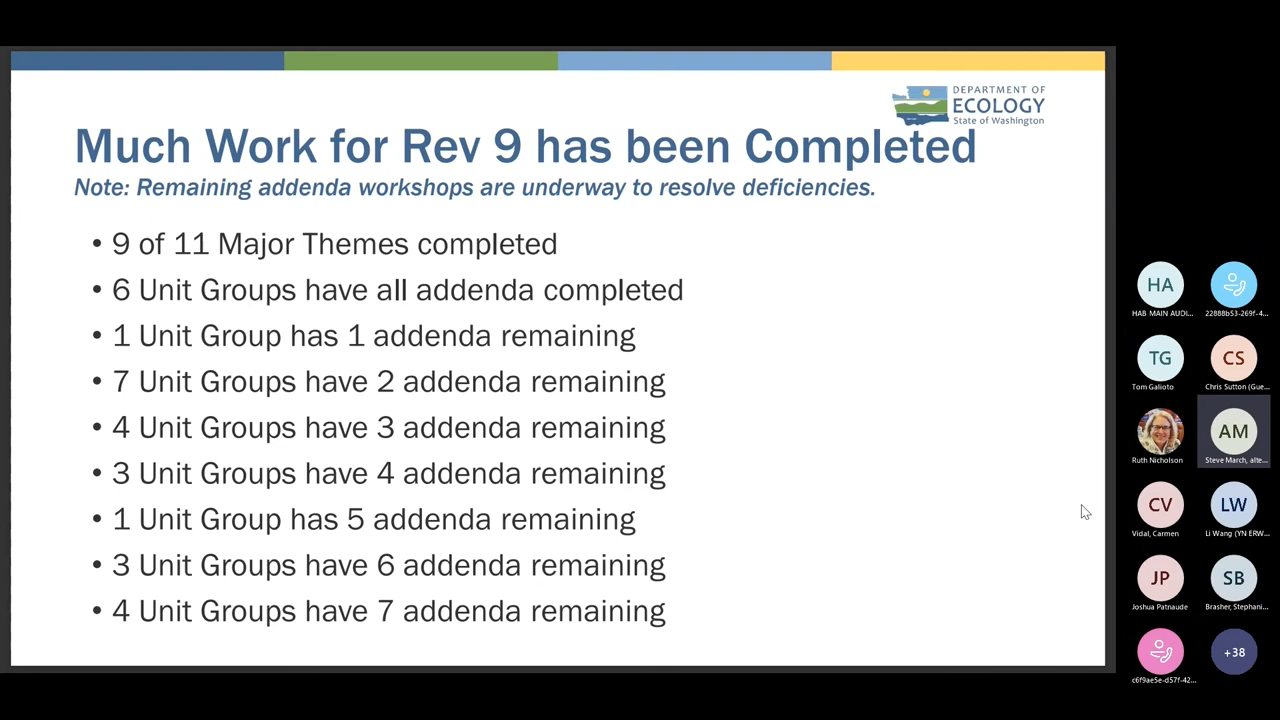 DEPARTMENT OF
ECOLOGY
State of Washington
Much Work for Rev 9 has been Completed
Note: Remaining addenda workshops are underway to resolve deficiencies.
• 9 of 11 Major Themes completed
• 6 Unit Groups have all addenda completed
• 1 Unit Group has 1 addenda remaining
• 7 Unit Groups have 2 addenda remaining
• 4 Unit Groups have 3 addenda remaining
• 3 Unit Groups have 4 addenda remaining
• 1 Unit Group has 5 addenda remaining
• 3 Unit Groups have 6 addenda remaining
• 4 Unit Groups have 7 addenda remaining
HA
HAB MAIN AUDI...
22888b53-269f-4...
TG
CS
Tom Galioto
Chris Sutton (Gue...
AM
Ruth Nicholson
Steve March, alte...
CV
LW
Vidal, Carmen
Li Wang (YN ERW...
JP
SB
Joshua Patnaude
Brasher, Stephani...
+38
c6f9ae5e-d57f-42...